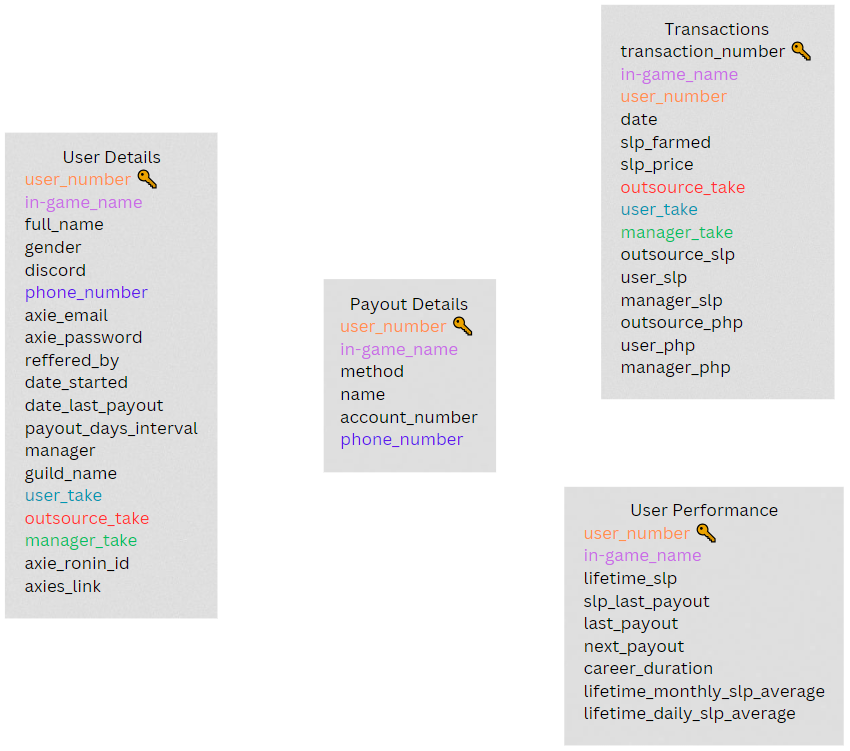 User Details
user_number
in-game_name
full_name
gender
discord
phone_number
axie_email
axie_password
reffered_by
date_started
date_last_payout
payout_days_interval
manager
guild_name
user_take
outsource_take
manager_take
axie_ronin_id
axies_link
Payout Details
user_number
in-game_name
method
name
account_number
phone_number
Transactions
transaction_number
in-game_name
user_number
date
slp_farmed
slp_price
outsource_take
user_take
manager_take
outsource_slp
user_slp
manager_slp
outsource_php
user_php
manager_php
User Performance
user_number
in-game_name
lifetime_slp
slp_last_payout
last_payout
next_payout
career_duration
lifetime_monthly_slp_average
lifetime_daily_slp_average